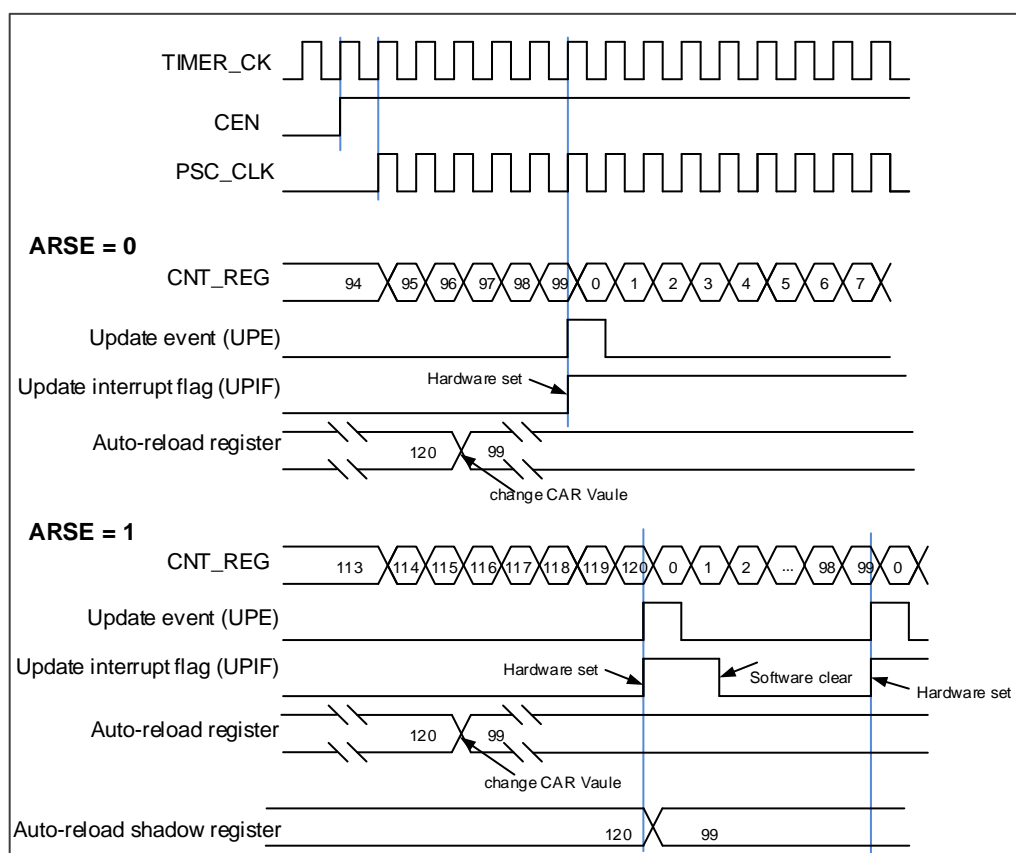 TIMER_CK
CEN
PSC_CLK
ARSE = 0
CNT_REG 94 95 96 97 98 99 0 1 2 3 4 5 6 7
Update event (UPE)
Update interrupt flag (UPIF) Hardware set
Auto-reload register 120 99
change CAR Vaule
ARSE = 1
CNT_REG 113 114 115 116 117 118 119 120 0 1 2 ... 98 99 0
Update event (UPE)
Update interrupt flag (UPIF) Hardware set Software clear Hardware set
Auto-reload register 120 99
change CAR Vaule
Auto-reload shadow register 120 99